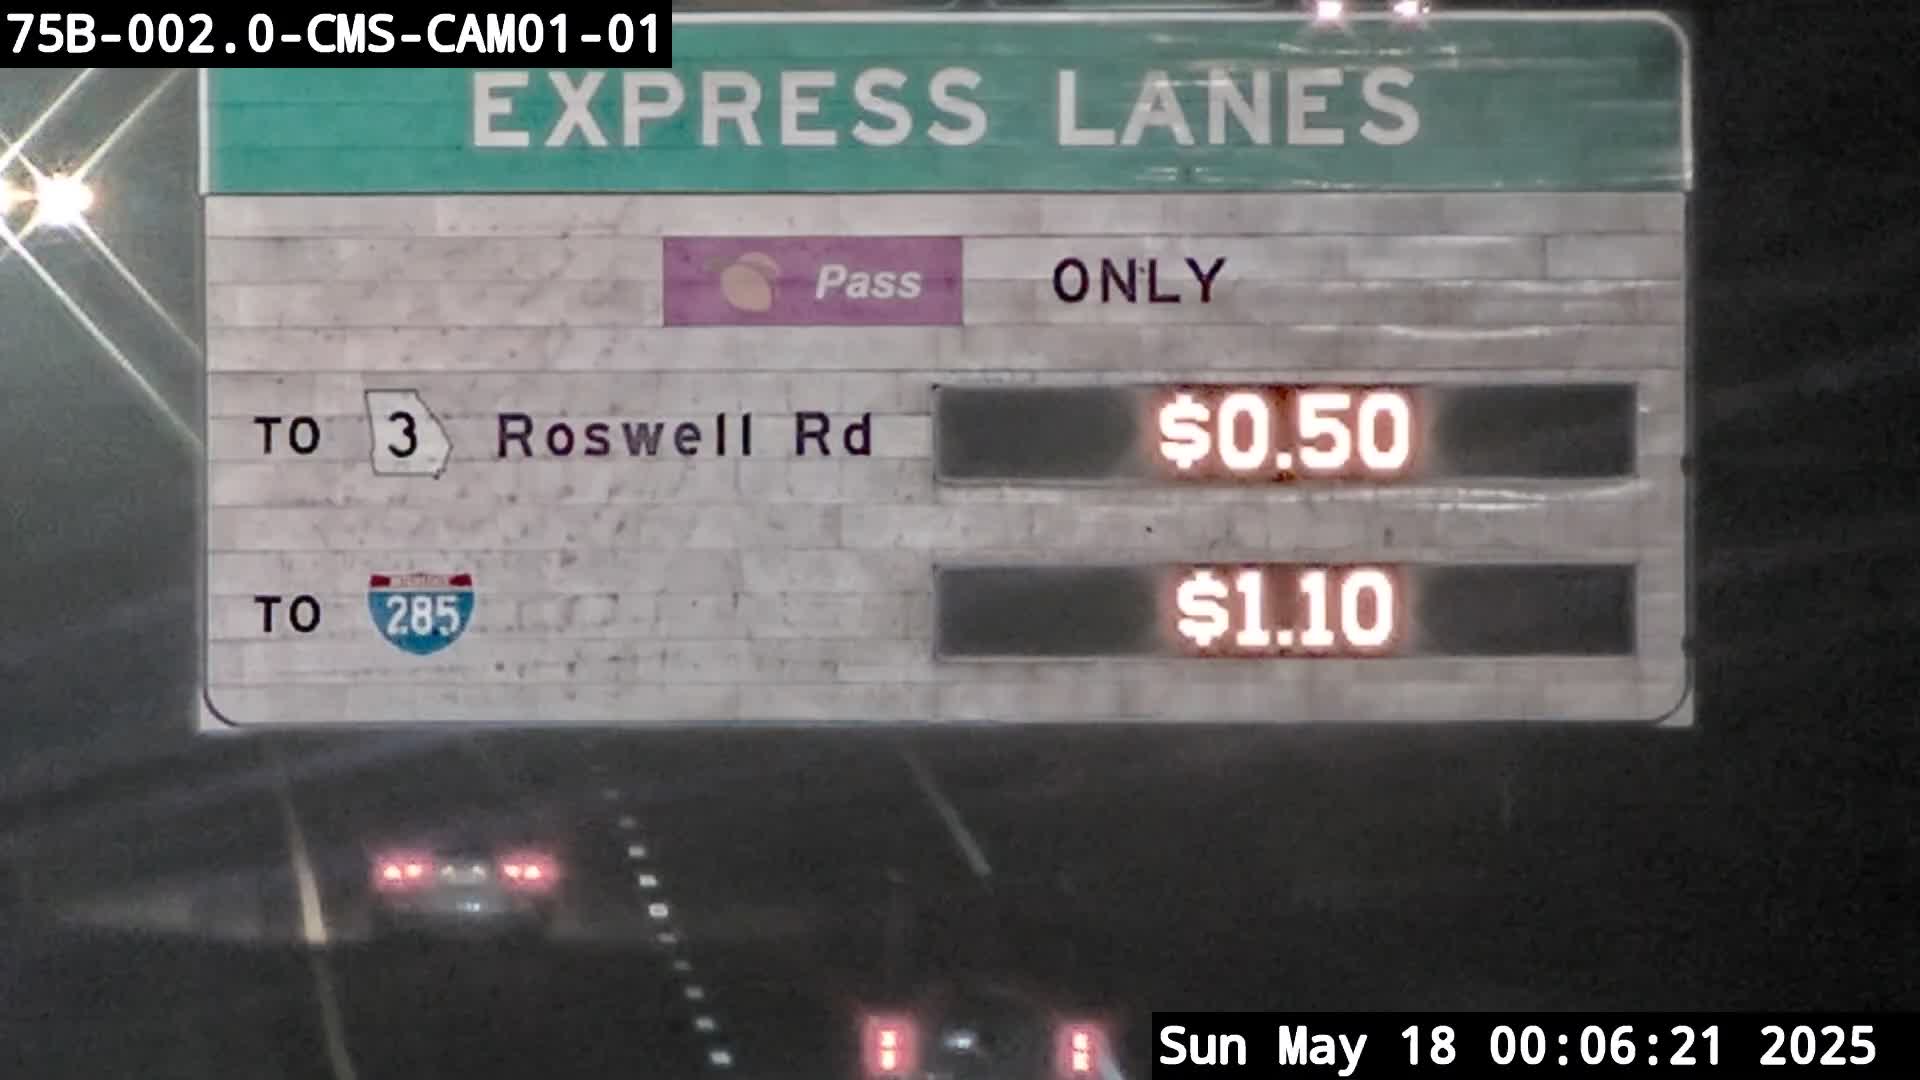 75B-002.0-CMS-CAM01-01
EXPRESS LANES
Pass ONLY
TO 3 Roswell Rd $0.50
TO 285 $1.10
Sun May 18 00:06:21 2025